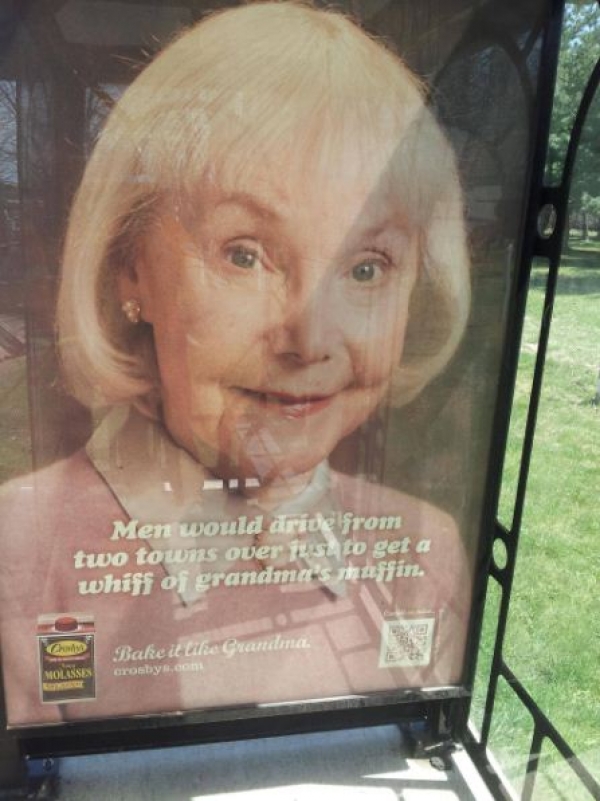 Men would drive from
two towns over just to get a
whiff of grandma's muffin.
Bake it like Grandma.
crosbys.com
Crosby's
Fancy
MOLASSES